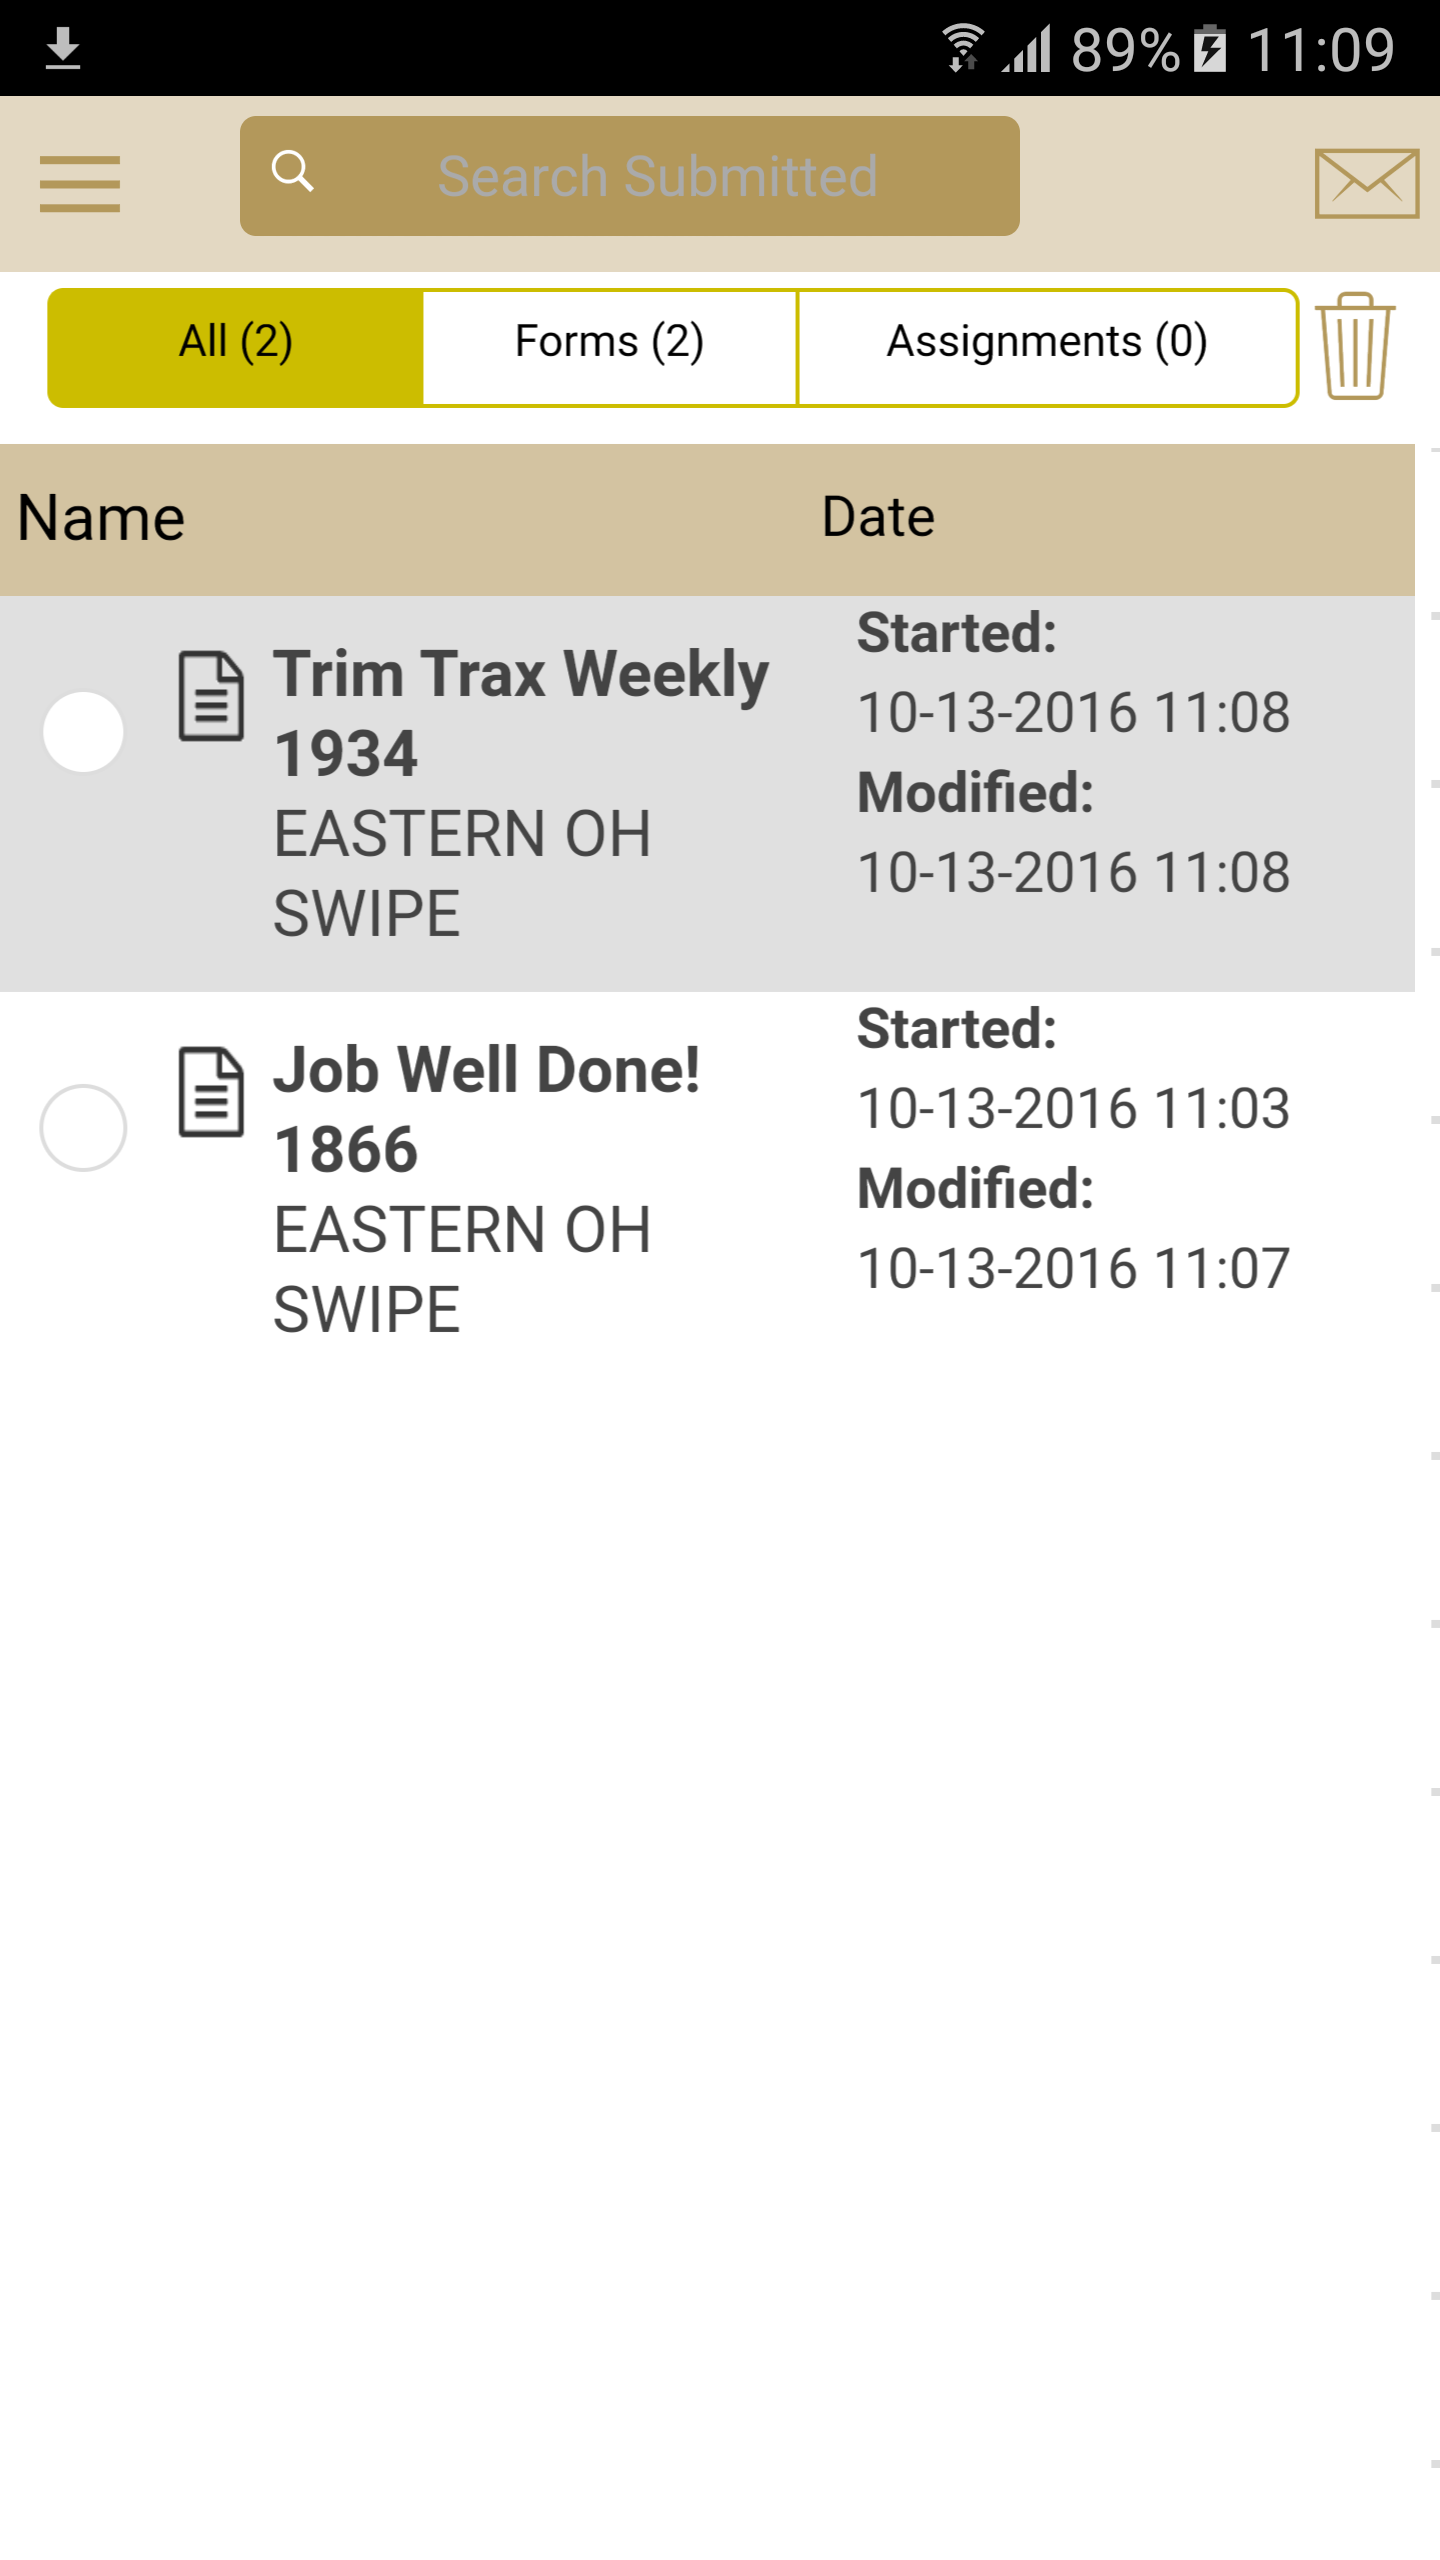 89% 11:09
Search Submitted
All (2) Forms (2) Assignments (0)
Name Date
Trim Trax Weekly
1934
EASTERN OH
SWIPE
Started:
10-13-2016 11:08
Modified:
10-13-2016 11:08
Job Well Done!
1866
EASTERN OH
SWIPE
Started:
10-13-2016 11:03
Modified:
10-13-2016 11:07